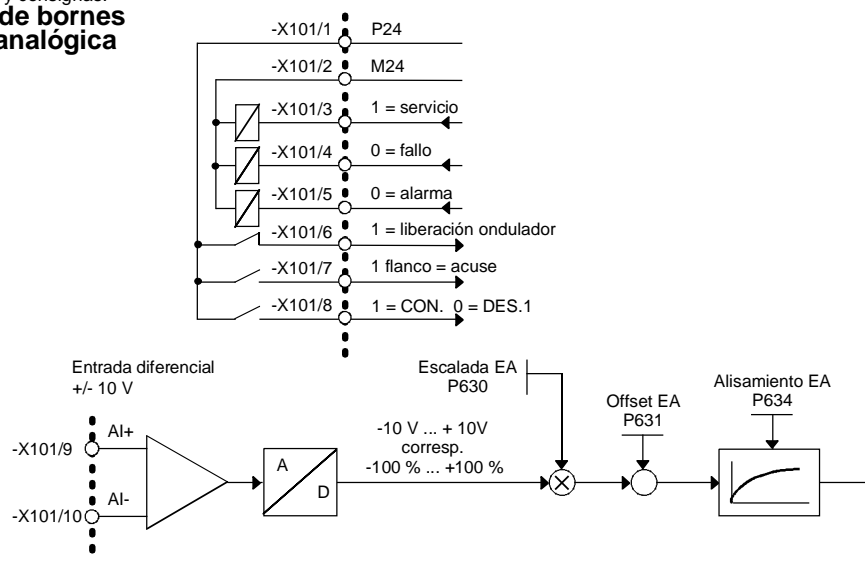 y consignas:
de bornes
analógica
-X101/1 P24
-X101/2 M24
-X101/3 1 = servicio
-X101/4 0 = fallo
-X101/5 0 = alarma
-X101/6 1 = liberación ondulador
-X101/7 1 flanco = acuse
-X101/8 1 = CON. 0 = DES.1
Entrada diferencial
+/- 10 V
Escalada EA
P630
Offset EA
P631
Alisamiento EA
P634
-X101/9 AI+
-10 V ... + 10V
corresp.
-100 % ... +100 %
A
D
-X101/10 AI-